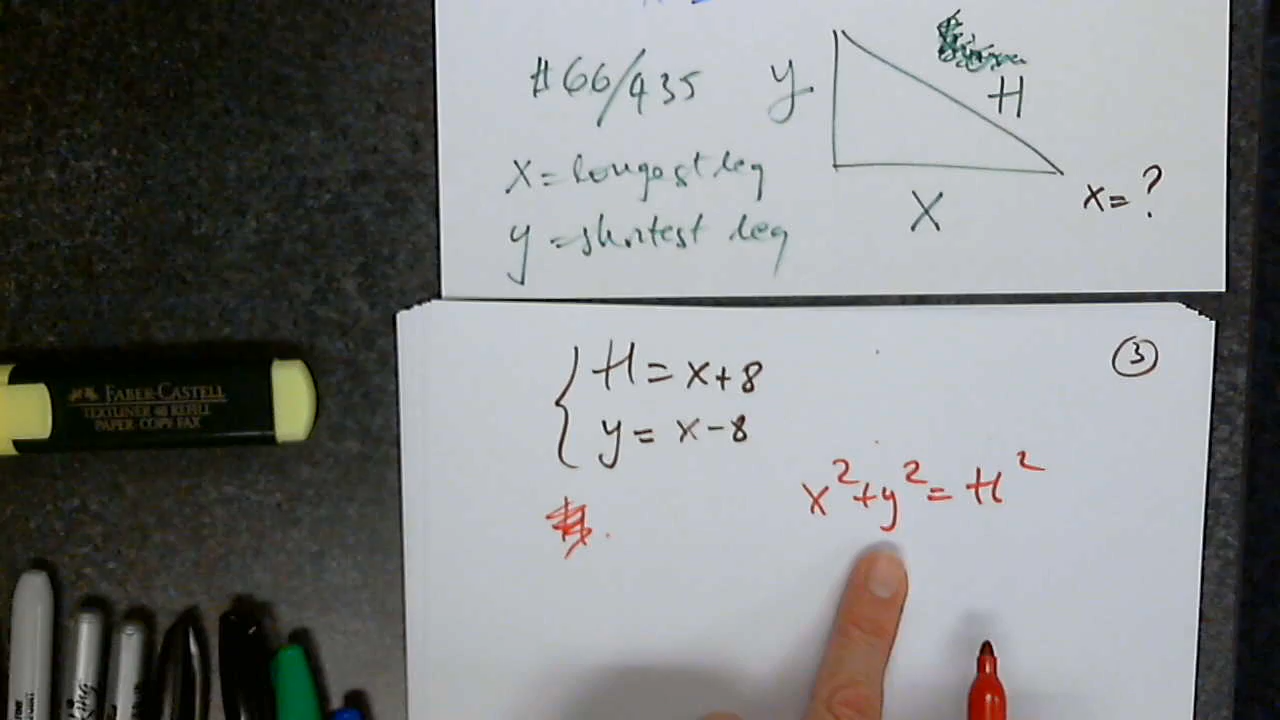 #66/435
y
H
x = longest leg
y = shortest leg
X
x = ?
H = x+8
y = x-8
3
x²+y² = H²
FABER-CASTELL
TEXTLINER 48 REFILL
PAPER-COPY-FAX